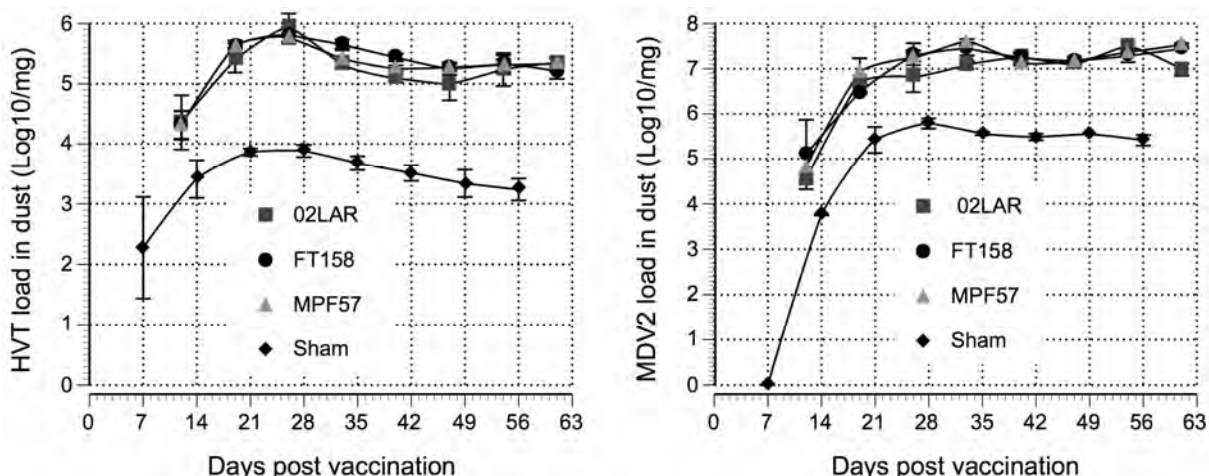 HVT load in dust (Log10/mg)
6
5
4
3
2
1
0
02LAR
FT158
MPF57
Sham
0 7 14 21 28 35 42 49 56 63
Days post vaccination
MDV2 load in dust (Log10/mg)
8
7
6
5
4
3
2
1
0
02LAR
FT158
MPF57
Sham
0 7 14 21 28 35 42 49 56 63
Days post vaccination